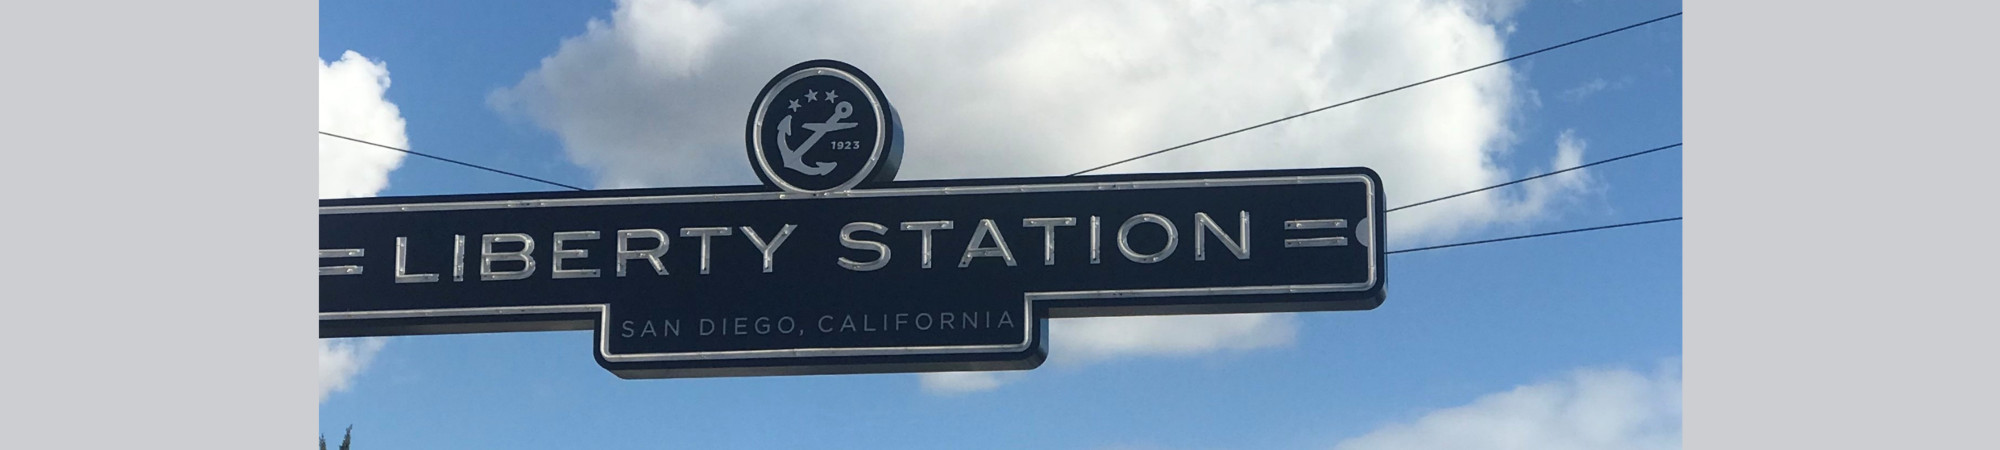 1923
LIBERTY STATION
SAN DIEGO, CALIFORNIA